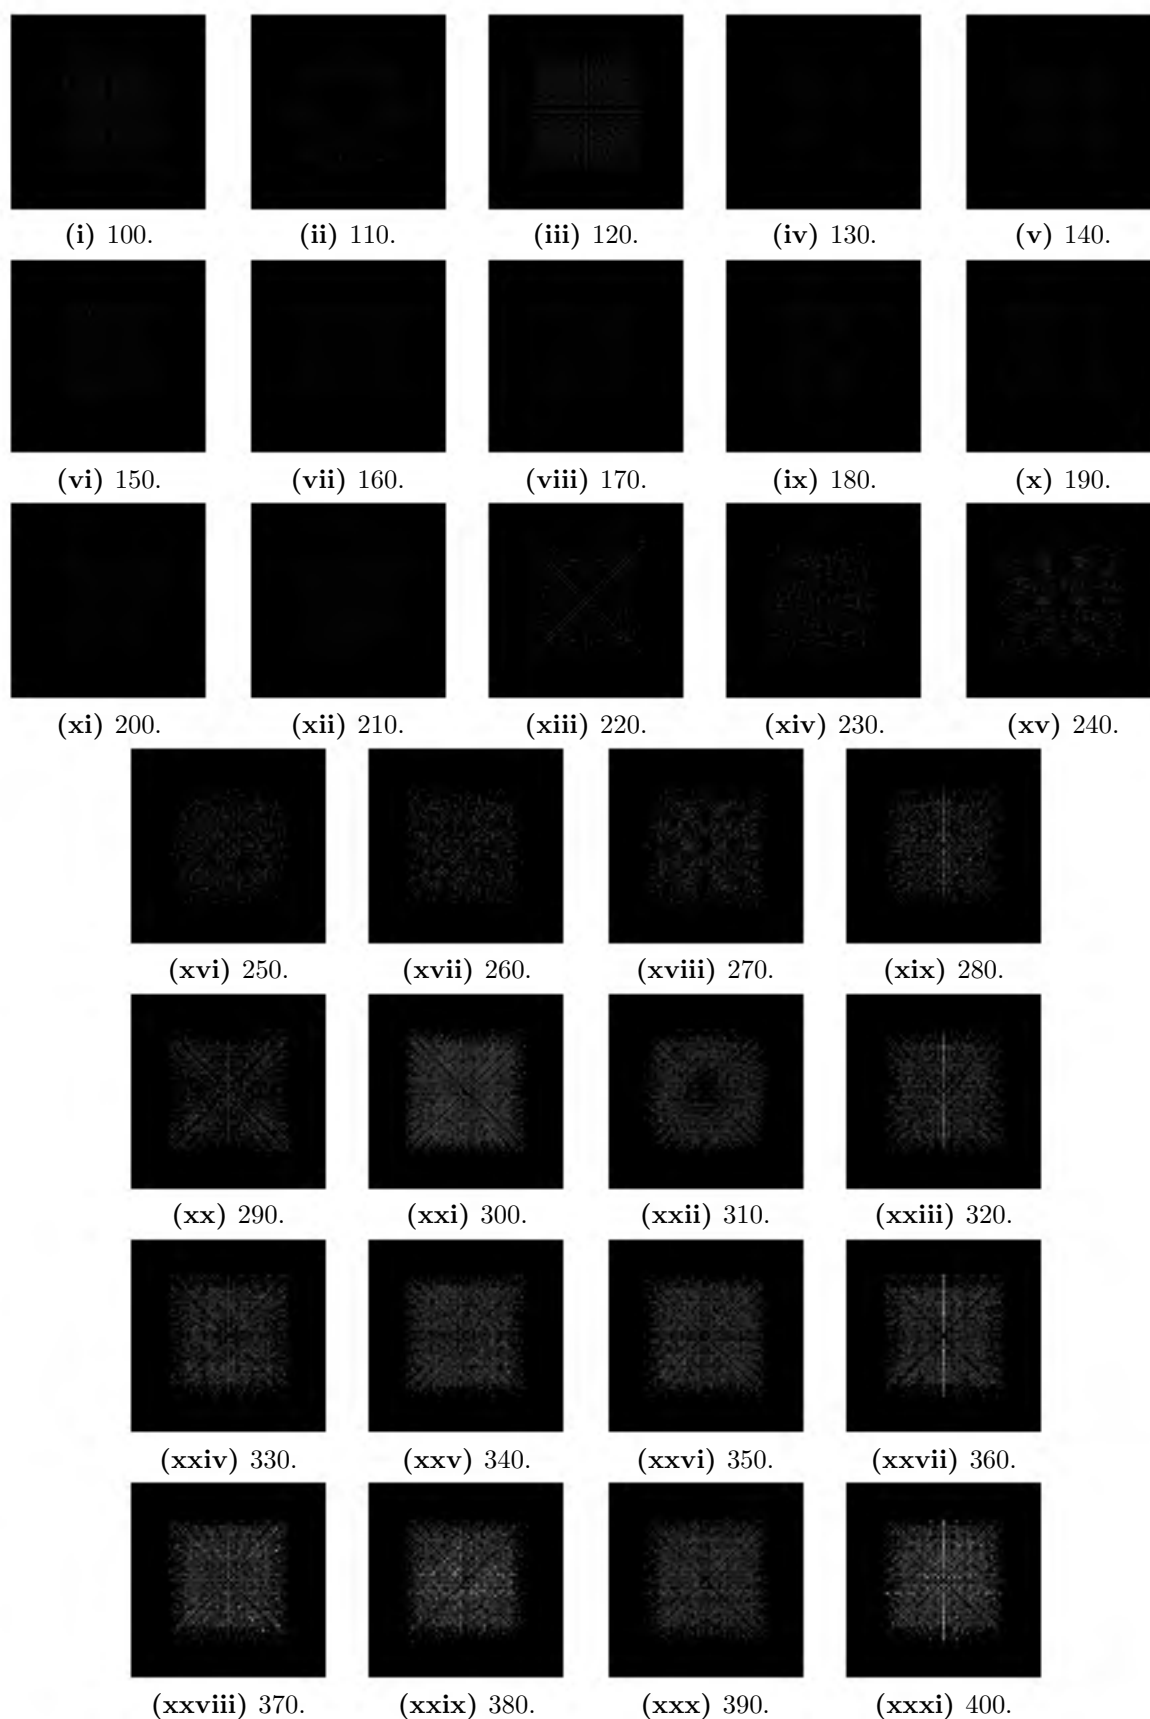 (i) 100. (ii) 110. (iii) 120. (iv) 130. (v) 140.
(vi) 150. (vii) 160. (viii) 170. (ix) 180. (x) 190.
(xi) 200. (xii) 210. (xiii) 220. (xiv) 230. (xv) 240.
(xvi) 250. (xvii) 260. (xviii) 270. (xix) 280.
(xx) 290. (xxi) 300. (xxii) 310. (xxiii) 320.
(xxiv) 330. (xxv) 340. (xxvi) 350. (xxvii) 360.
(xxviii) 370. (xxix) 380. (xxx) 390. (xxxi) 400.